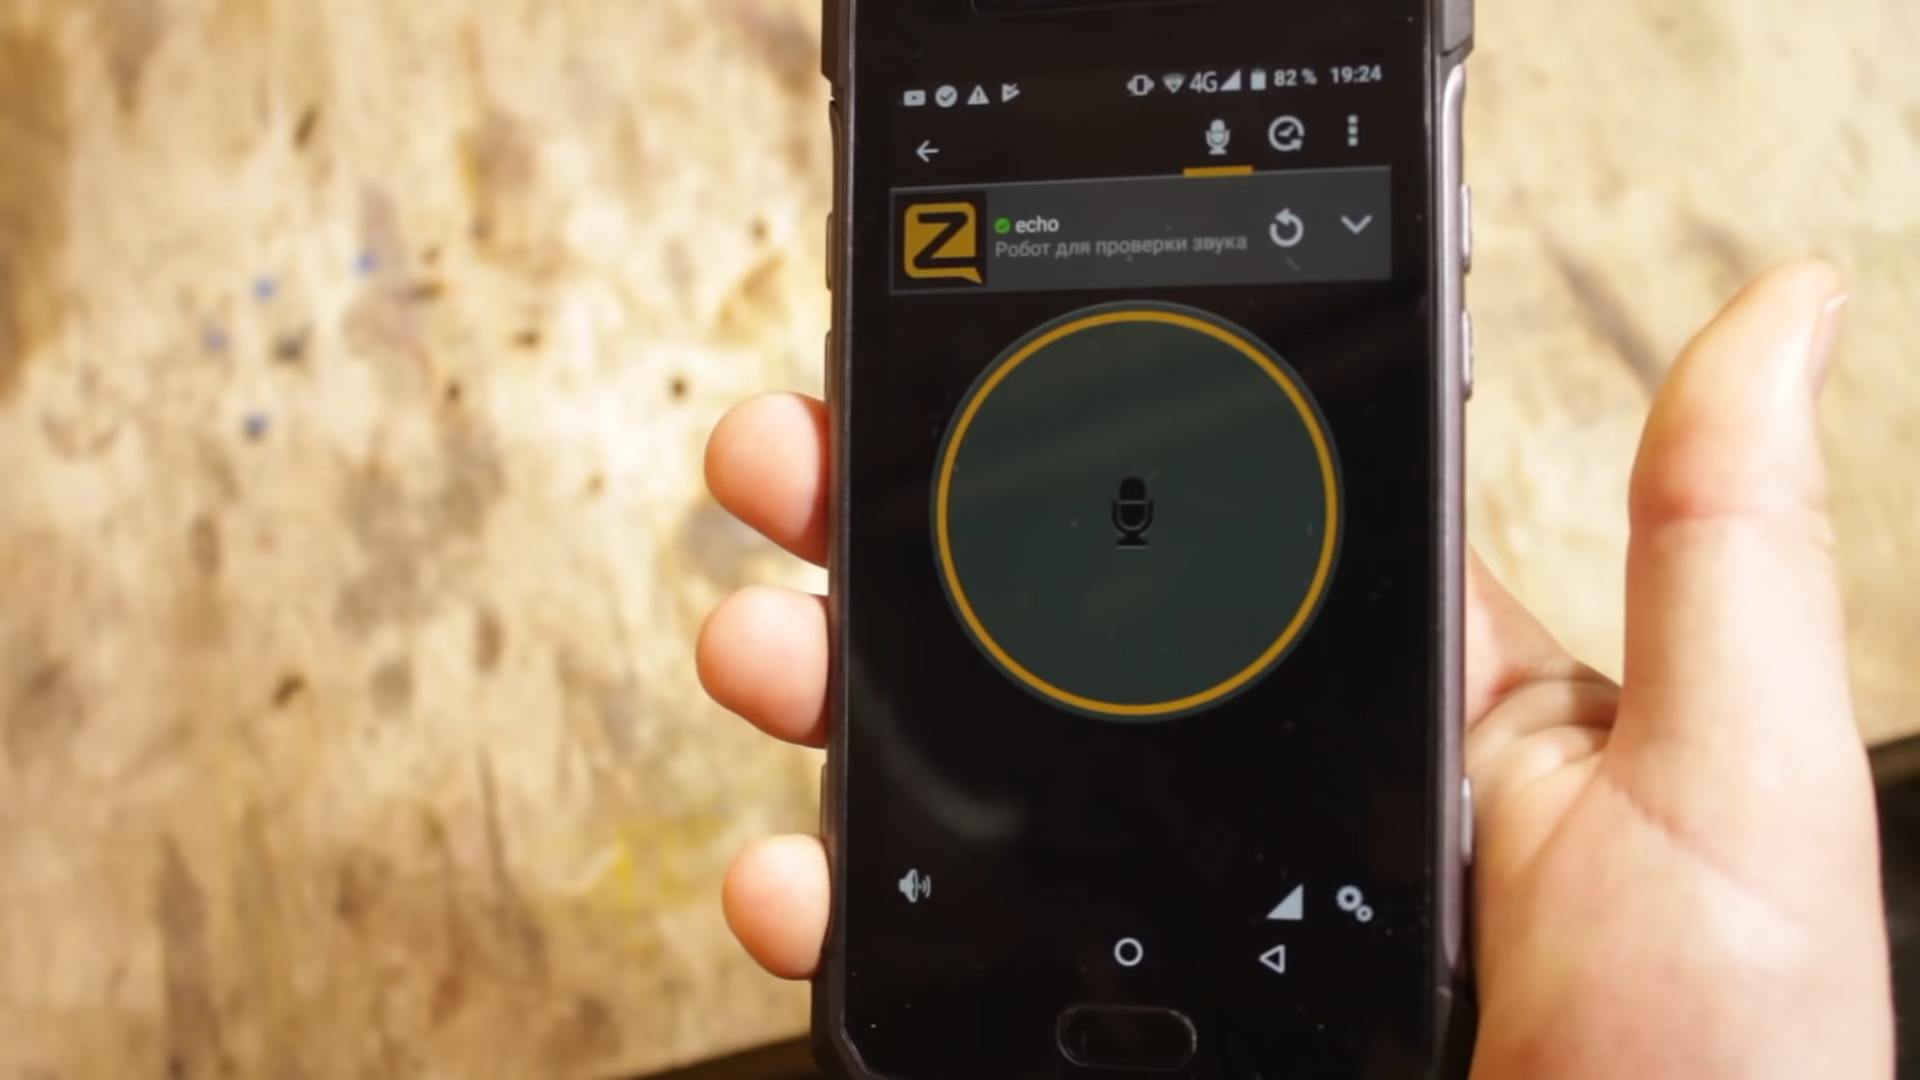 4G 82 % 19:24
echo
Робот для проверки звука